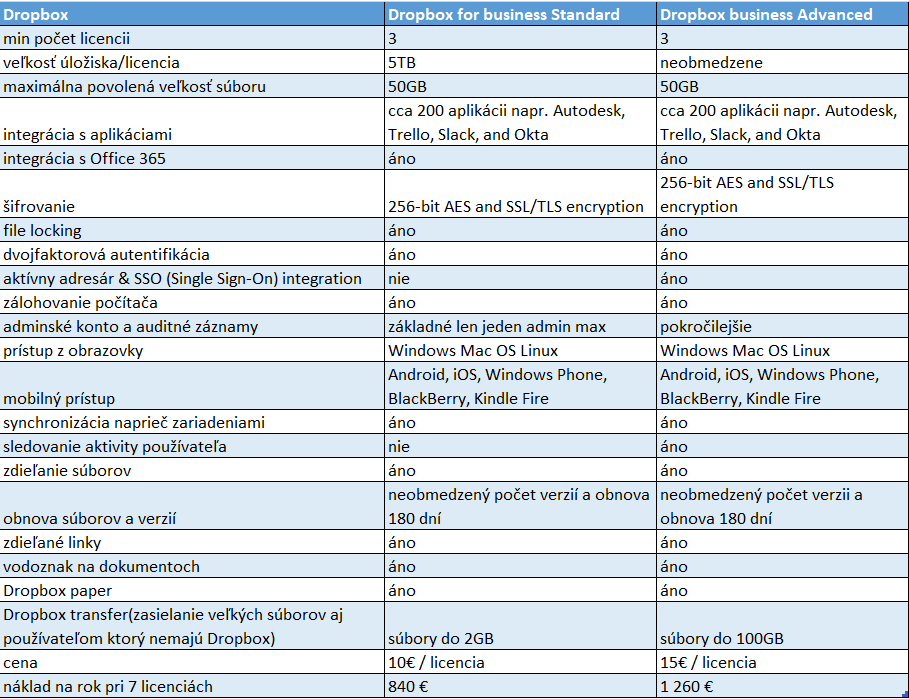 Dropbox Dropbox for business Standard Dropbox business Advanced
min počet licencii 3 3
veľkosť úložiska/licencia 5TB neobmedzene
maximálna povolená veľkosť súboru 50GB 50GB
cca 200 aplikácii napr. Autodesk, cca 200 aplikácii napr. Autodesk,
integrácia s aplikáciami Trello, Slack, and Okta Trello, Slack, and Okta
integrácia s Office 365 áno áno
256-bit AES and SSL/TLS
šifrovanie 256-bit AES and SSL/TLS encryption encryption
file locking áno áno
dvojfaktorová autentifikácia áno áno
aktívny adresár & SSO (Single Sign-On) integration nie áno
zálohovanie počítača áno áno
adminské konto a auditné záznamy základné len jeden admin max pokročilejšie
prístup z obrazovky Windows Mac OS Linux Windows Mac OS Linux
Android, iOS, Windows Phone, Android, iOS, Windows Phone,
mobilný prístup BlackBerry, Kindle Fire BlackBerry, Kindle Fire
synchronizácia naprieč zariadeniami áno áno
sledovanie aktivity používateľa nie áno
zdieľanie súborov áno áno
neobmedzený počet verzií a obnova neobmedzený počet verzii a
obnova súborov a verzií 180 dní obnova 180 dní
zdieľané linky áno áno
vodoznak na dokumentoch áno áno
Dropbox paper áno áno
Dropbox transfer(zasielanie veľkých súborov aj
používateľom ktorý nemajú Dropbox) súbory do 2GB súbory do 100GB
cena 10€ / licencia 15€ / licencia
náklad na rok pri 7 licenciách 840 € 1 260 €